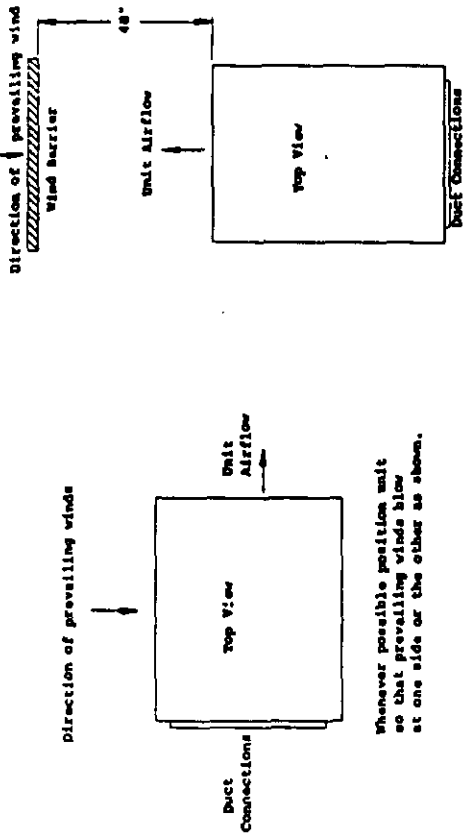 Direction of prevailing winds
Top View
Duct
Connections
Unit
Airflow
Whenever possible position unit
so that prevailing winds blow
at one side or the other as shown.
Direction of prevailing wind
Wind Barrier
48"
Unit Airflow
Top View
Duct Connections